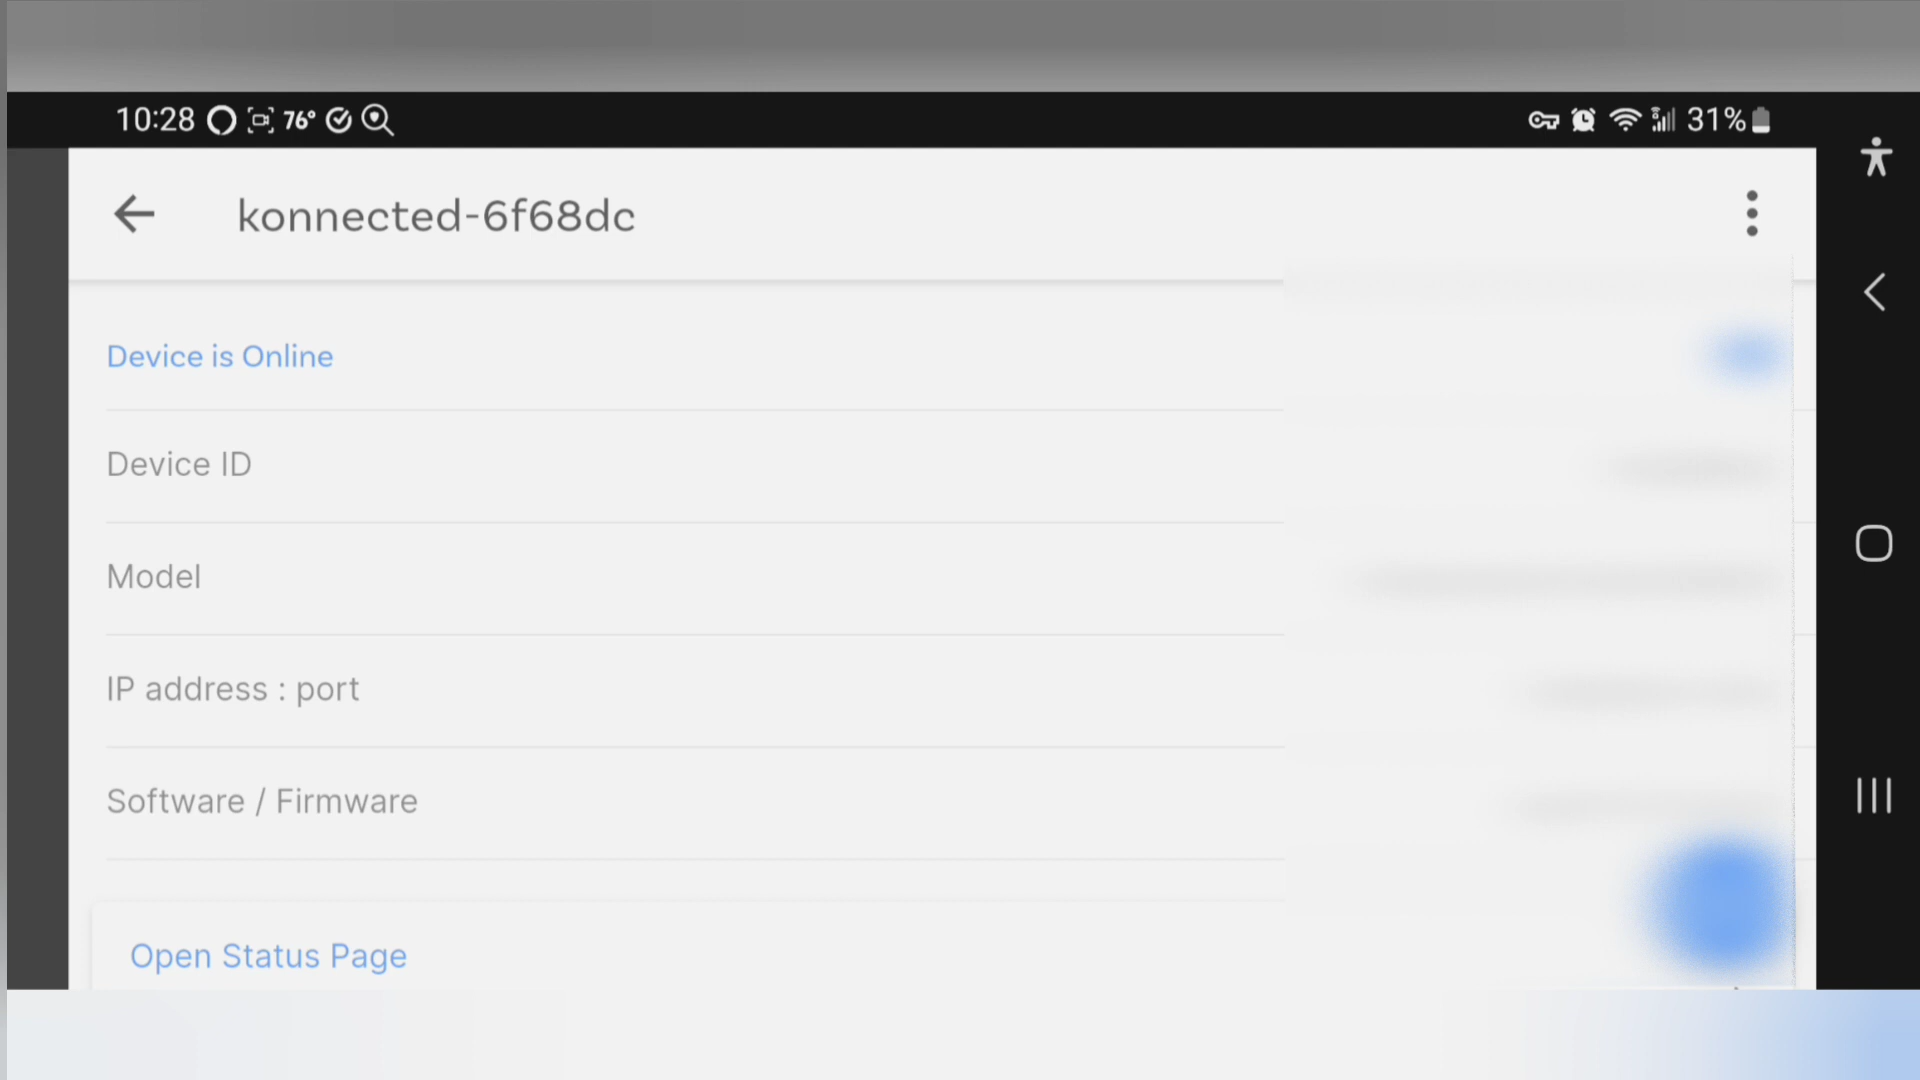 10:28 76° 31%
konnected-6f68dc
Device is Online
Device ID
Model
IP address : port
Software / Firmware
Open Status Page